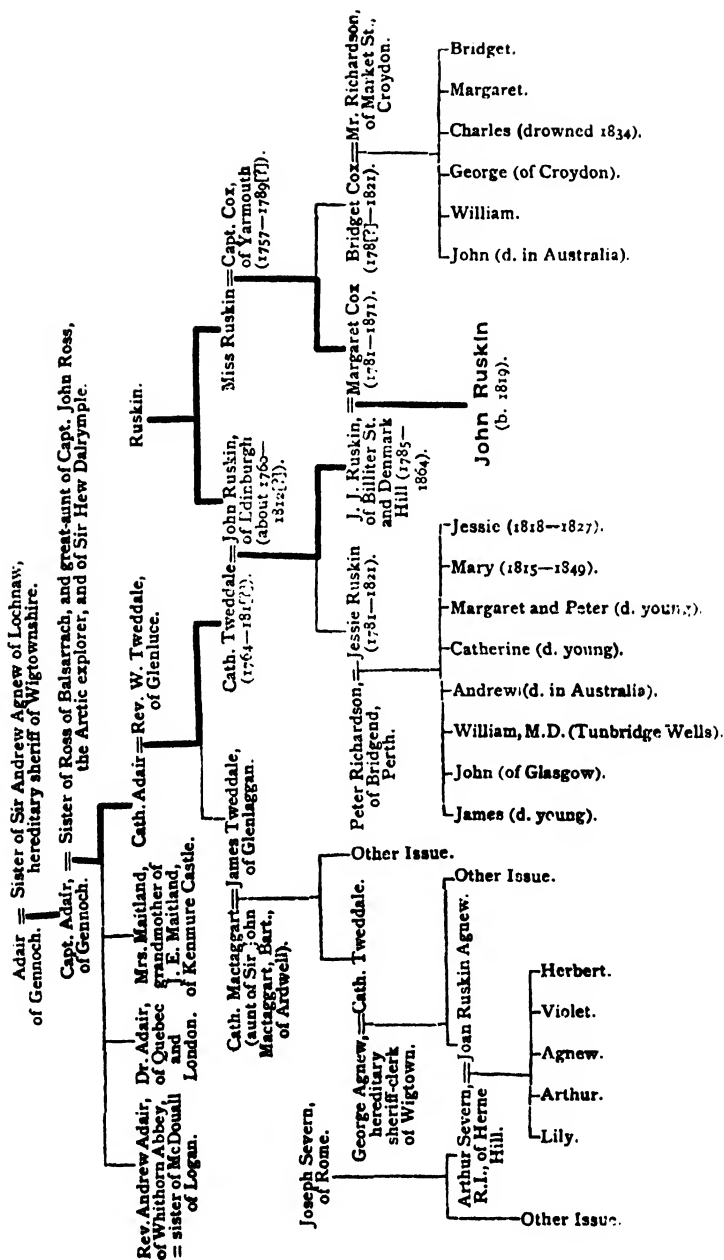 Adair = Sister of Sir Andrew Agnew of Lochnaw,
of Gennoch. hereditary sheriff of Wigtownshire.
Capt. Adair, = Sister of Ross of Balsarrach, and great-aunt of Capt. John Ross,
of Gennoch. the Arctic explorer, and of Sir Hew Dalrymple.
Rev. Andrew Adair,
of Whithorn Abbey,
= sister of McDouall
of Logan.
Dr. Adair,
of Quebec
and
London.
Mrs. Maitland,
grandmother of
J. E. Maitland,
of Kenmure Castle.
Cath. Adair = Rev. W. Tweddale,
of Glenluce.
Ruskin.
Cath. Mactaggart = James Tweddale,
(aunt of Sir John of Glenlaggan.
Mactaggart, Bart.,
of Ardwell).
Cath. Tweddale = John Ruskin,
(1764—181[?]). of Edinburgh
(about 1760—
1812[?]).
Miss Ruskin = Capt. Cox,
of Yarmouth
(1757—1789[?]).
Joseph Severn,
of Rome.
George Agnew, = Cath. Tweddale.
hereditary
sheriff-clerk
of Wigtown.
Other Issue.
Peter Richardson, = Jessie Ruskin
of Bridgend, (1781—1821).
Perth.
J. J. Ruskin, = Margaret Cox
of Billiter St. (1781—1871).
and Denmark
Hill (1785—
1864).
Bridget Cox = Mr. Richardson,
(178[?]—1821). of Market St.,
Croydon.
Other Issue.
Arthur Severn, = Joan Ruskin Agnew.
R.I., of Herne
Hill.
Other Issue.
Lily.
Arthur.
Agnew.
Violet.
Herbert.
James (d. young).
John (of Glasgow).
William, M.D. (Tunbridge Wells).
Andrew (d. in Australia).
Catherine (d. young).
Margaret and Peter (d. young).
Mary (1815—1849).
Jessie (1818—1827).
John Ruskin
(b. 1819).
John (d. in Australia).
William.
George (of Croydon).
Charles (drowned 1834).
Margaret.
Bridget.